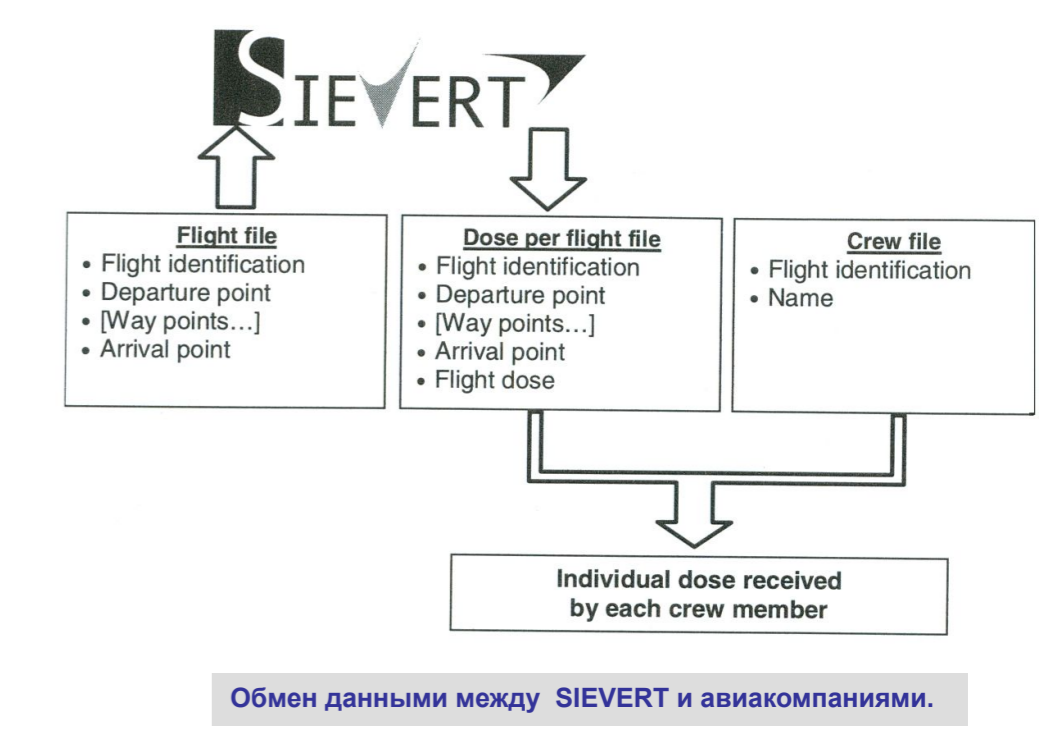 SIEVERT
Flight file
• Flight identification
• Departure point
• [Way points...]
• Arrival point
Dose per flight file
• Flight identification
• Departure point
• [Way points...]
• Arrival point
• Flight dose
Crew file
• Flight identification
• Name
Individual dose received
by each crew member
Обмен данными между SIEVERT и авиакомпаниями.